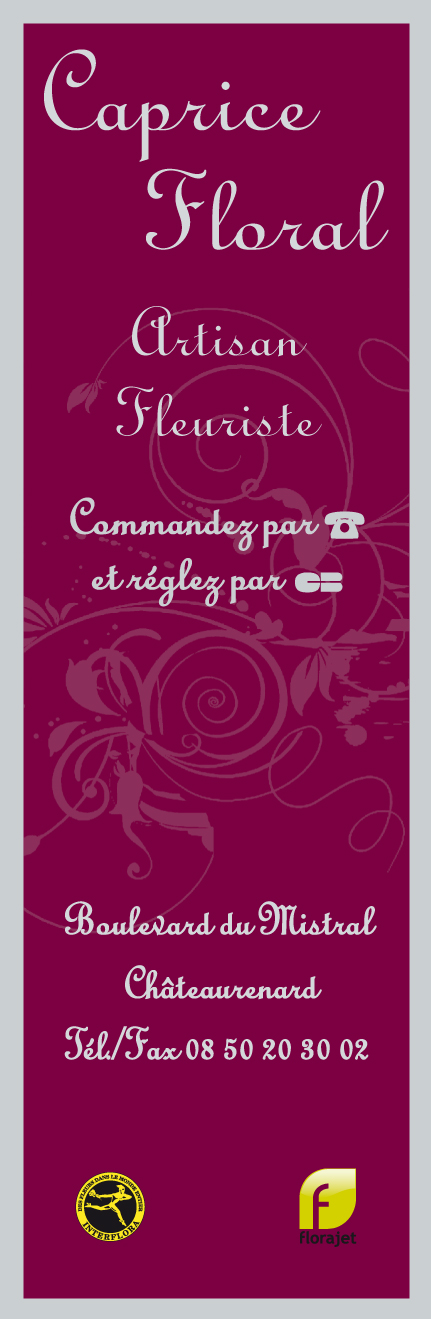 Caprice
Floral
Artisan
Fleuriste
Commandez par ☎
et réglez par CB
Boulevard du Mistral
Châteaurenard
Tél./Fax 08 50 20 30 02
DES FLEURS DANS LE MONDE ENTIER
INTERFLORA
f
florajet